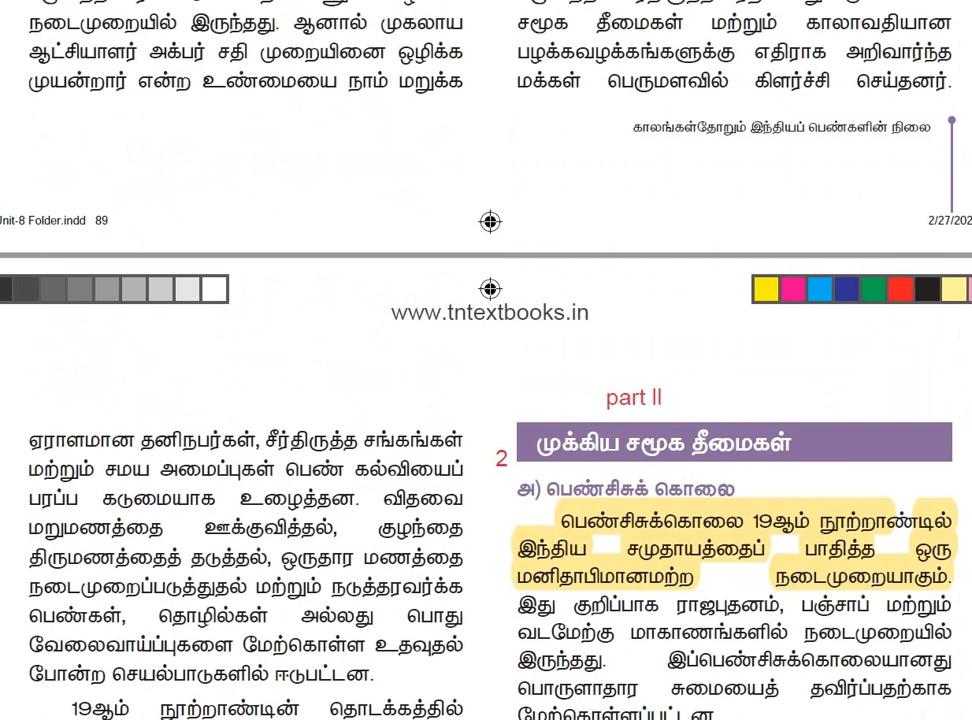 நடைமுறையில் இருந்தது. ஆனால் முகலாய
ஆட்சியாளர் அக்பர் சதி முறையினை ஒழிக்க
முயன்றார் என்ற உண்மையை நாம் மறுக்க
சமூக தீமைகள் மற்றும் காலாவதியான
பழக்கவழக்கங்களுக்கு எதிராக அறிவார்ந்த
மக்கள் பெருமளவில் கிளர்ச்சி செய்தனர்.
காலங்கள்தோறும் இந்தியப் பெண்களின் நிலை
Unit-8 Folder.indd 89
2/27/202
www.tntextbooks.in
ஏராளமான தனிநபர்கள், சீர்திருத்த சங்கங்கள்
மற்றும் சமய அமைப்புகள் பெண் கல்வியைப்
பரப்ப கடுமையாக உழைத்தன. விதவை
மறுமணத்தை ஊக்குவித்தல், குழந்தை
திருமணத்தைத் தடுத்தல், ஒருதார மணத்தை
நடைமுறைப்படுத்துதல் மற்றும் நடுத்தரவர்க்க
பெண்கள், தொழில்கள் அல்லது பொது
வேலைவாய்ப்புகளை மேற்கொள்ள உதவுதல்
போன்ற செயல்பாடுகளில் ஈடுபட்டன.
19ஆம் நூற்றாண்டின் தொடக்கத்தில்
part II
2
முக்கிய சமூக தீமைகள்
அ) பெண்சிசுக் கொலை
பெண்சிசுக்கொலை 19ஆம் நூற்றாண்டில்
இந்திய சமுதாயத்தைப் பாதித்த ஒரு
மனிதாபிமானமற்ற நடைமுறையாகும்.
இது குறிப்பாக ராஜபுதனம், பஞ்சாப் மற்றும்
வடமேற்கு மாகாணங்களில் நடைமுறையில்
இருந்தது. இப்பெண்சிசுக்கொலையானது
பொருளாதார சுமையைத் தவிர்ப்பதற்காக
மேற்கொள்ளப்பட்டன